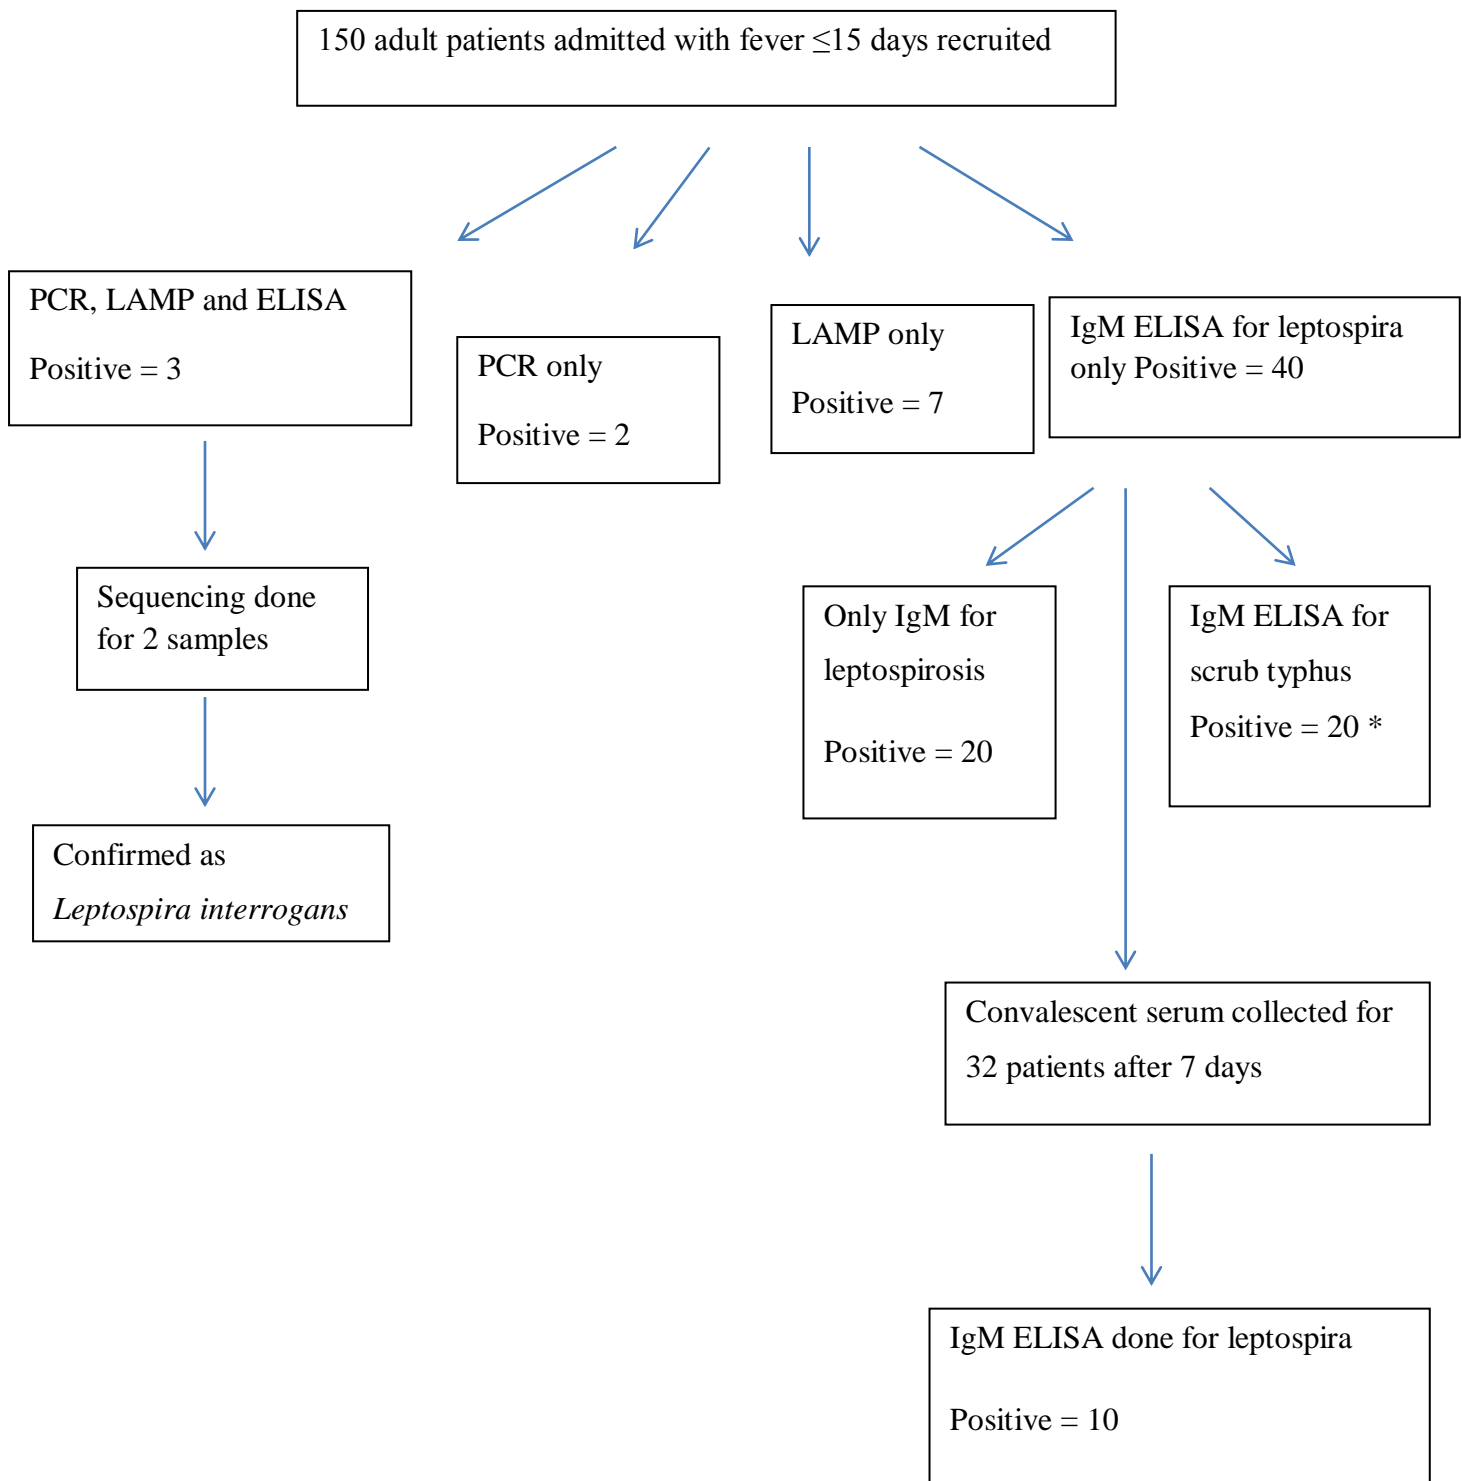 150 adult patients admitted with fever ≤15 days recruited
PCR, LAMP and ELISA
Positive = 3
PCR only
Positive = 2
LAMP only
Positive = 7
IgM ELISA for leptospira
only Positive = 40
Sequencing done
for 2 samples
Only IgM for
leptospirosis
Positive = 20
IgM ELISA for
scrub typhus
Positive = 20 *
Confirmed as
Leptospira interrogans
Convalescent serum collected for
32 patients after 7 days
IgM ELISA done for leptospira
Positive = 10